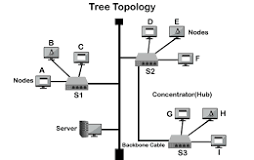 Tree Topology
D
E
Nodes
B
C
F
A
Nodes
S1
S2
Concentrator(Hub)
G
H
Server
Backbone Cable
S3
I